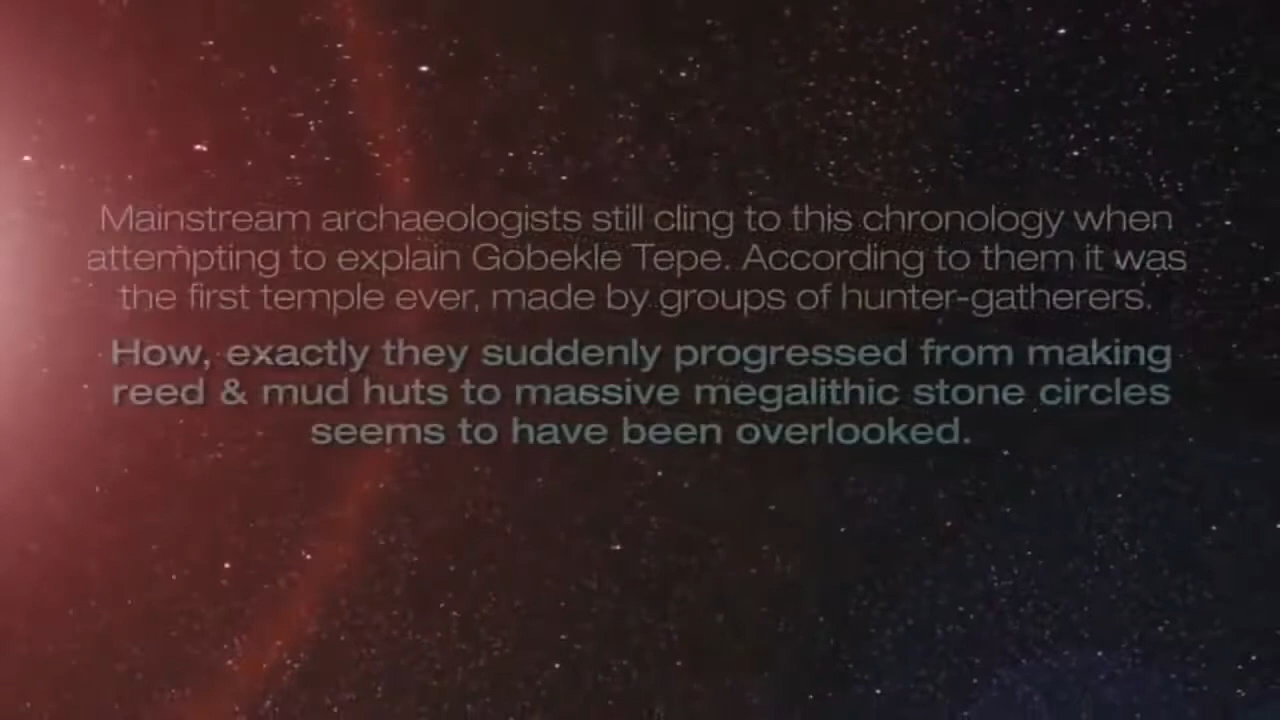 Mainstream archaeologists still cling to this chronology when
attempting to explain Göbekle Tepe. According to them it was
the first temple ever, made by groups of hunter-gatherers.
How, exactly they suddenly progressed from making
reed & mud huts to massive megalithic stone circles
seems to have been overlooked.